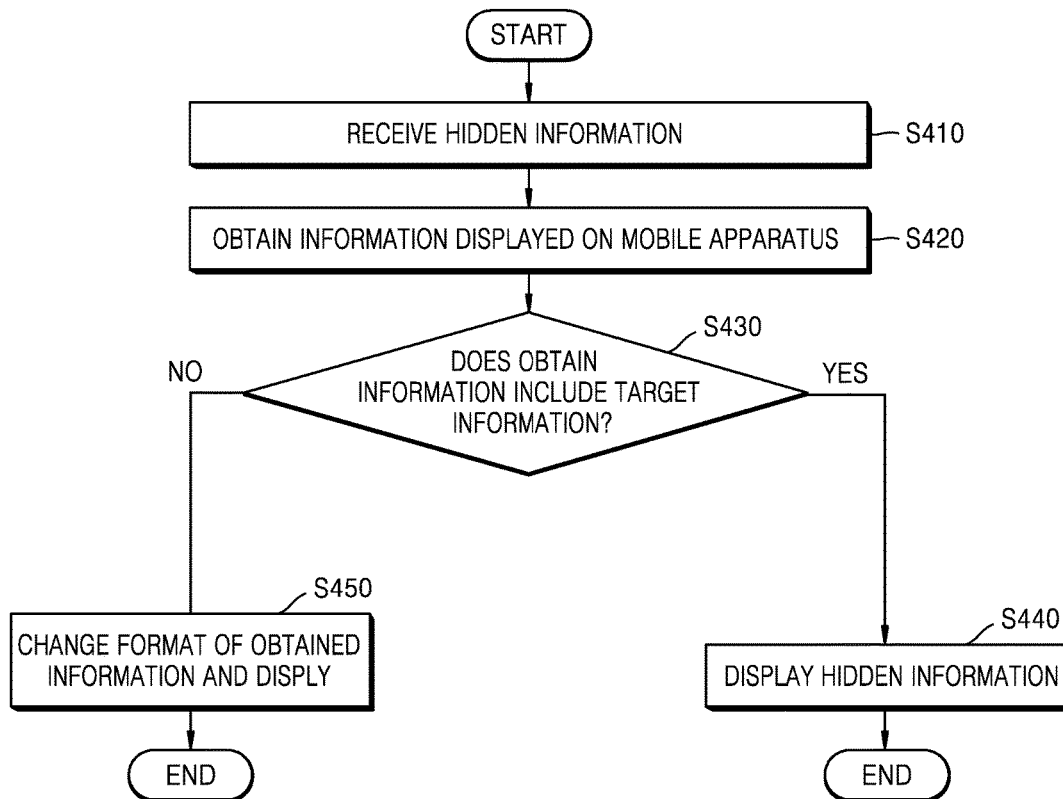 START
RECEIVE HIDDEN INFORMATION
S410
OBTAIN INFORMATION DISPLAYED ON MOBILE APPARATUS
S420
S430
DOES OBTAIN
INFORMATION INCLUDE TARGET
INFORMATION?
NO
YES
S450
CHANGE FORMAT OF OBTAINED
INFORMATION AND DISPLY
S440
DISPLAY HIDDEN INFORMATION
END
END